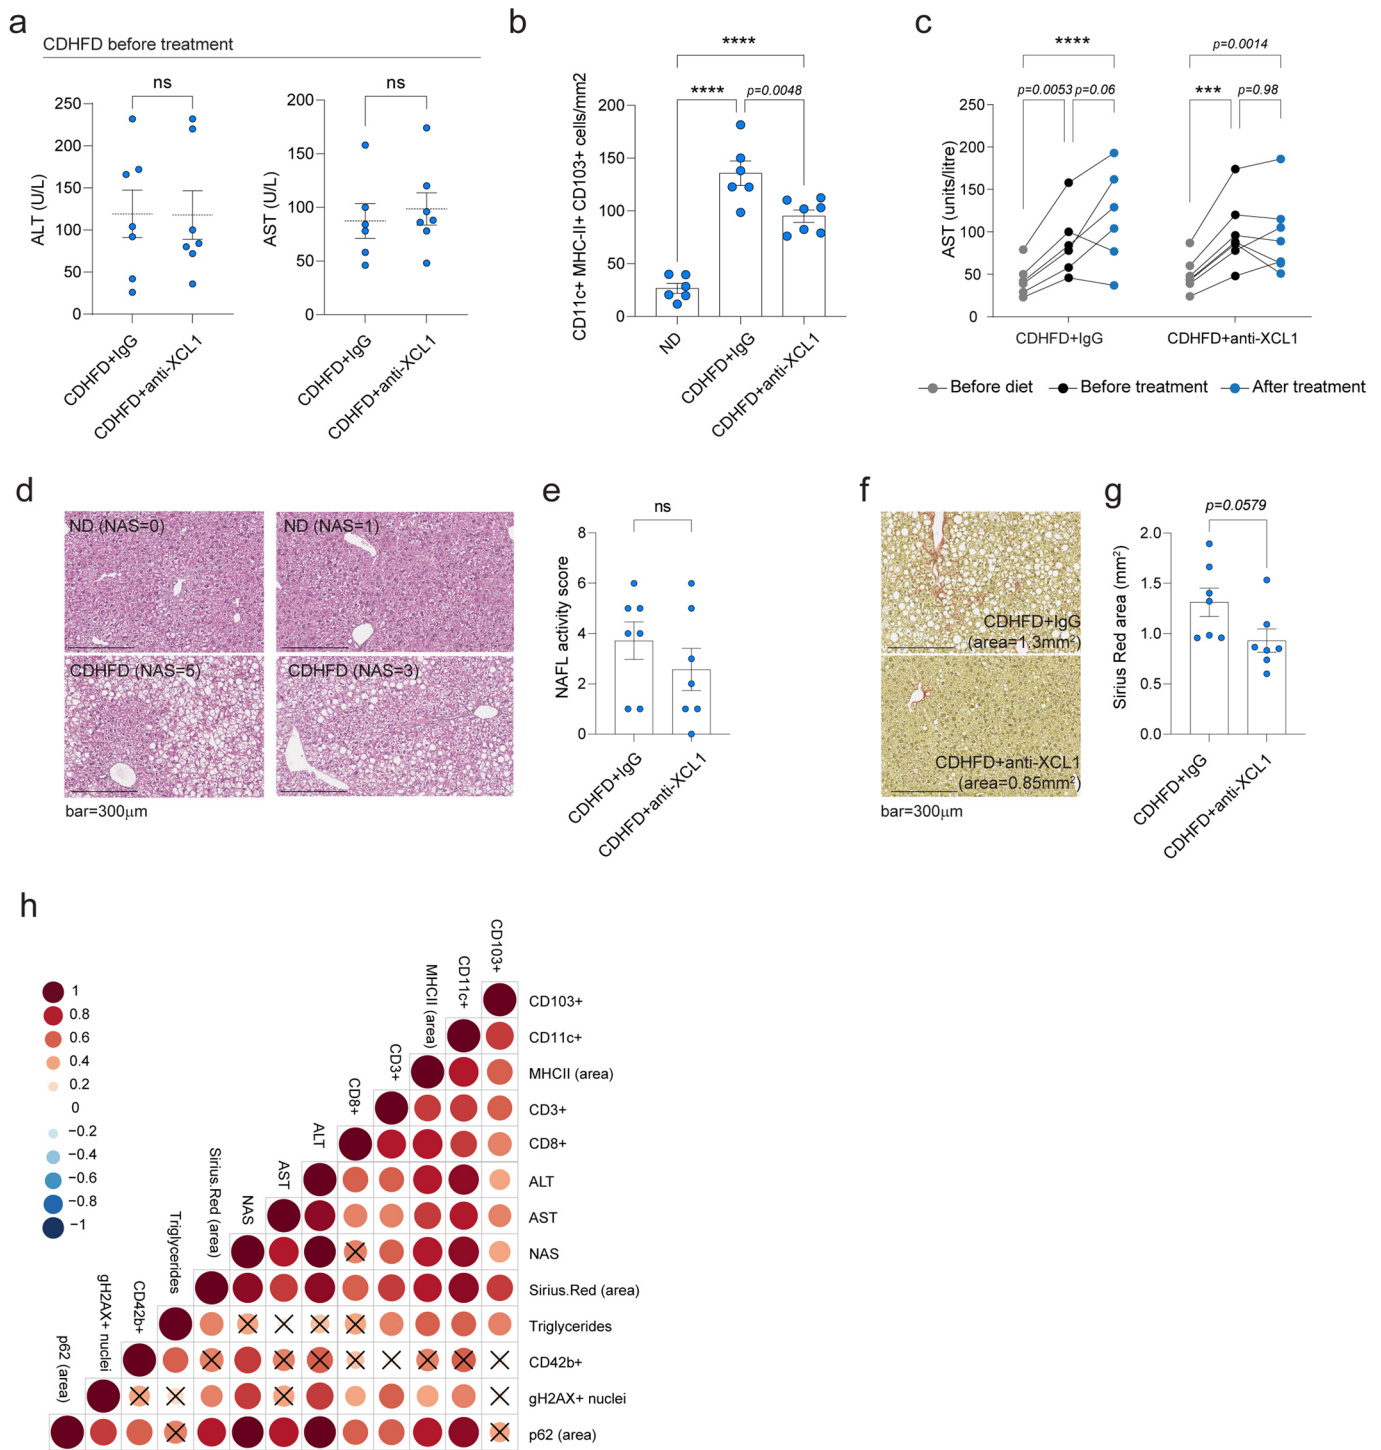 a
CDHFD before treatment
ns
ALT (U/L)
250
200
150
100
50
0
CDHFD+IgG
CDHFD+anti-XCL1
ns
AST (U/L)
200
150
100
50
0
CDHFD+IgG
CDHFD+anti-XCL1
b
****
****
p=0.0048
CD11c+ MHC-II+ CD103+ cells/mm2
300
200
100
0
ND
CDHFD+IgG
CDHFD+anti-XCL1
c
****
p=0.0053
p=0.06
p=0.0014
***
p=0.98
AST (units/litre)
250
200
150
100
50
0
CDHFD+IgG
CDHFD+anti-XCL1
Before diet
Before treatment
After treatment
d
ND (NAS=0)
ND (NAS=1)
CDHFD (NAS=5)
CDHFD (NAS=3)
bar=300μm
e
ns
NAFL activity score
8
6
4
2
0
CDHFD+IgG
CDHFD+anti-XCL1
f
CDHFD+IgG
(area=1.3mm²)
CDHFD+anti-XCL1
(area=0.85mm²)
bar=300μm
g
p=0.0579
Sirius Red area (mm²)
2.0
1.5
1.0
0.5
0.0
CDHFD+IgG
CDHFD+anti-XCL1
h
1
0.8
0.6
0.4
0.2
0
−0.2
−0.4
−0.6
−0.8
−1
p62 (area)
gH2AX+ nuclei
CD42b+
Triglycerides
Sirius.Red (area)
NAS
AST
ALT
CD8+
CD3+
MHCII (area)
CD11c+
CD103+
CD103+
CD11c+
MHCII (area)
CD3+
CD8+
ALT
AST
NAS
Sirius.Red (area)
Triglycerides
CD42b+
gH2AX+ nuclei
p62 (area)